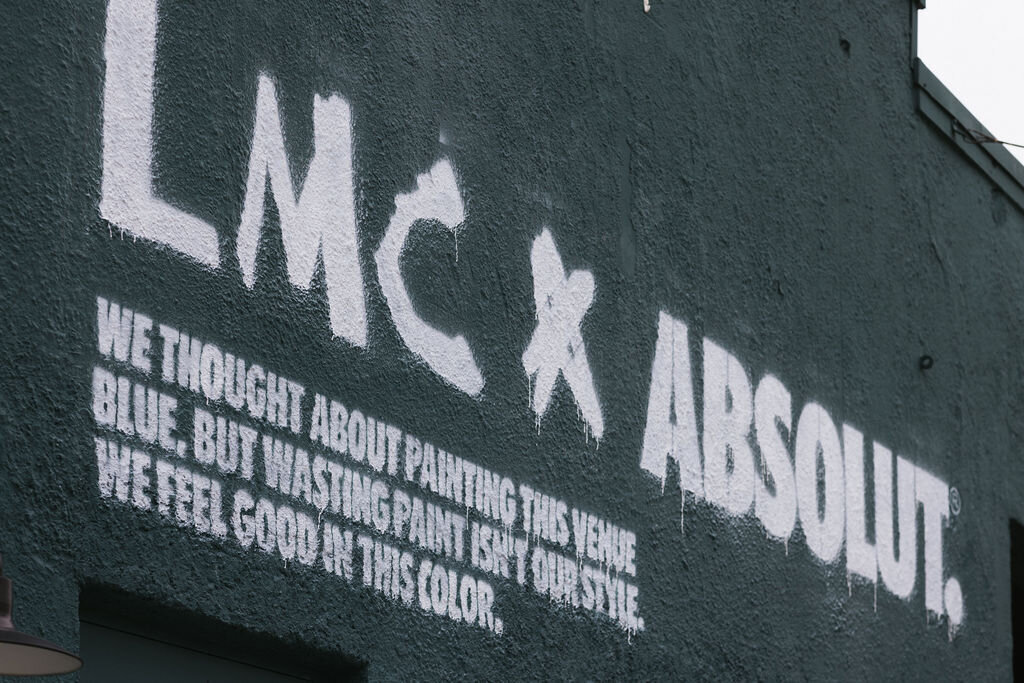 LMC X ABSOLUT.®
WE THOUGHT ABOUT PAINTING THIS VENUE
BLUE. BUT WASTING PAINT ISN'T OUR STYLE.
WE FEEL GOOD IN THIS COLOR.